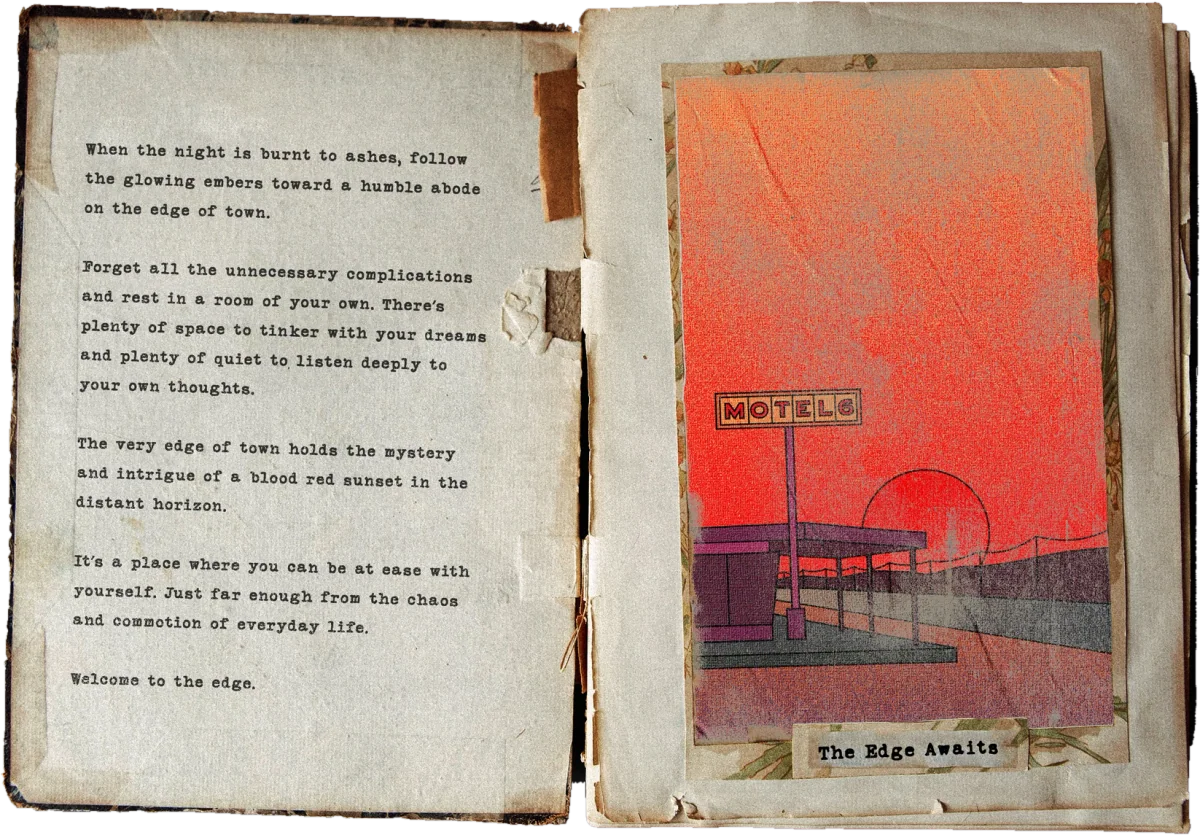 When the night is burnt to ashes, follow
the glowing embers toward a humble abode
on the edge of town.
Forget all the unnecessary complications
and rest in a room of your own. There's
plenty of space to tinker with your dreams
and plenty of quiet to listen deeply to
your own thoughts.
The very edge of town holds the mystery
and intrigue of a blood red sunset in the
distant horizon.
It's a place where you can be at ease with
yourself. Just far enough from the chaos
and commotion of everyday life.
Welcome to the edge.
MOTEL6
The Edge Awaits